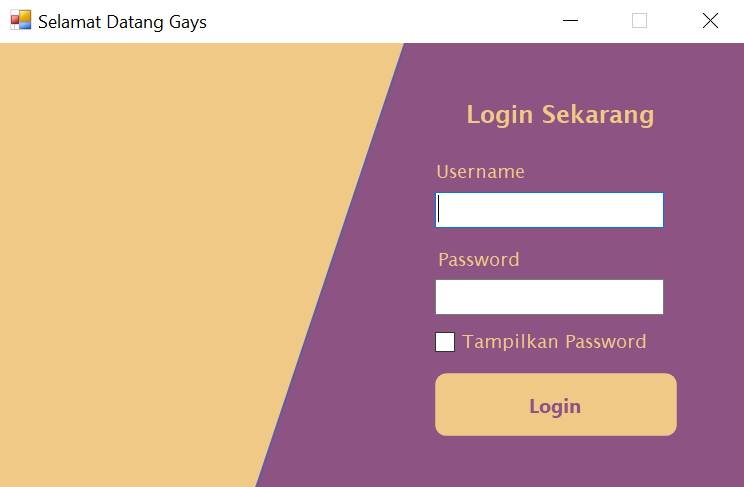 Selamat Datang Gays
Login Sekarang
Username
Password
Tampilkan Password
Login